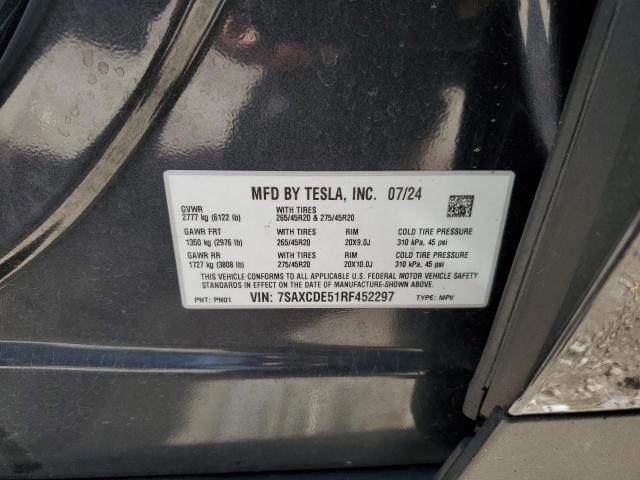 MFD BY TESLA, INC. 07/24
GVWR WITH TIRES
2777 kg (6122 lb) 265/45R20 & 275/45R20
GAWR FRT WITH TIRES RIM COLD TIRE PRESSURE
1350 kg (2976 lb) 265/45R20 20X9.0J 310 kPa, 45 psi
GAWR RR WITH TIRES RIM COLD TIRE PRESSURE
1727 kg (3808 lb) 275/45R20 20X10.0J 310 kPa, 45 psi
THIS VEHICLE CONFORMS TO ALL APPLICABLE U.S. FEDERAL MOTOR VEHICLE SAFETY
STANDARDS IN EFFECT ON THE DATE OF MANUFACTURE-SHOWN ABOVE.
PNT: PN01 VIN: 7SAXCDE51RF452297 TYPE: MPV